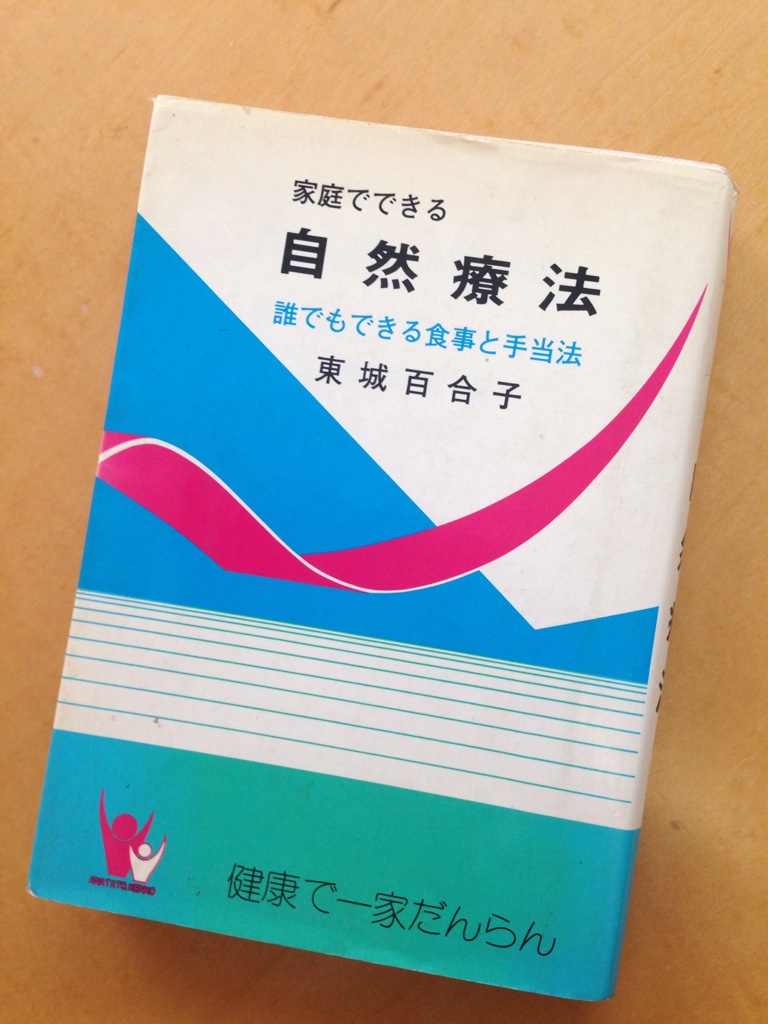 家庭でできる
自然療法
誰でもできる食事と手当法
東城百合子
健康で一家だんらん